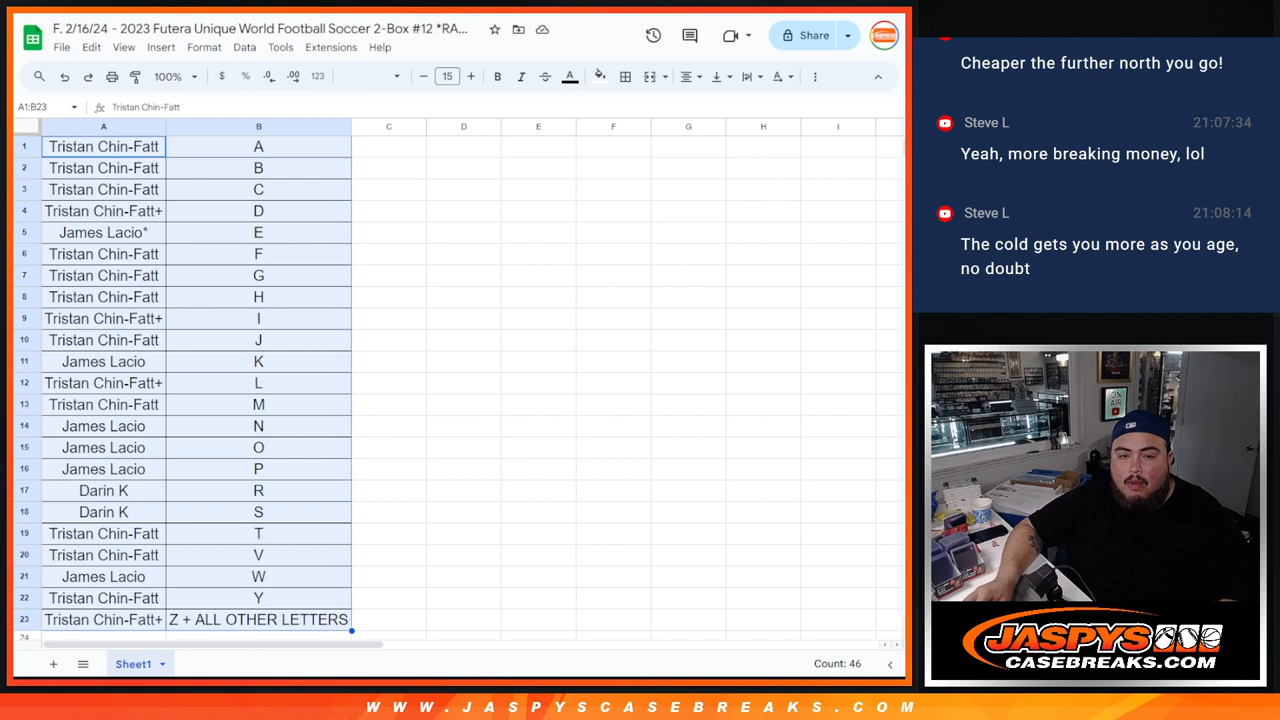 F. 2/16/24 - 2023 Futera Unique World Football Soccer 2-Box #12 *RA...
File Edit View Insert Format Data Tools Extensions Help
Share
100% $ % .0 .00 123 15 B I A
A1:B23 fx Tristan Chin-Fatt
A B C D E F G H I
1 Tristan Chin-Fatt A
2 Tristan Chin-Fatt B
3 Tristan Chin-Fatt C
4 Tristan Chin-Fatt+ D
5 James Lacio* E
6 Tristan Chin-Fatt F
7 Tristan Chin-Fatt G
8 Tristan Chin-Fatt H
9 Tristan Chin-Fatt+ I
10 Tristan Chin-Fatt J
11 James Lacio K
12 Tristan Chin-Fatt+ L
13 Tristan Chin-Fatt M
14 James Lacio N
15 James Lacio O
16 James Lacio P
17 Darin K R
18 Darin K S
19 Tristan Chin-Fatt T
20 Tristan Chin-Fatt V
21 James Lacio W
22 Tristan Chin-Fatt Y
23 Tristan Chin-Fatt+ Z + ALL OTHER LETTERS
24
Sheet1
Count: 46
Cheaper the further north you go!
Steve L 21:07:34
Yeah, more breaking money, lol
Steve L 21:08:14
The cold gets you more as you age,
no doubt
ON
AIR
JASPYS
CASEBREAKS.COM
WWW.JASPYSCASEBREAKS.COM